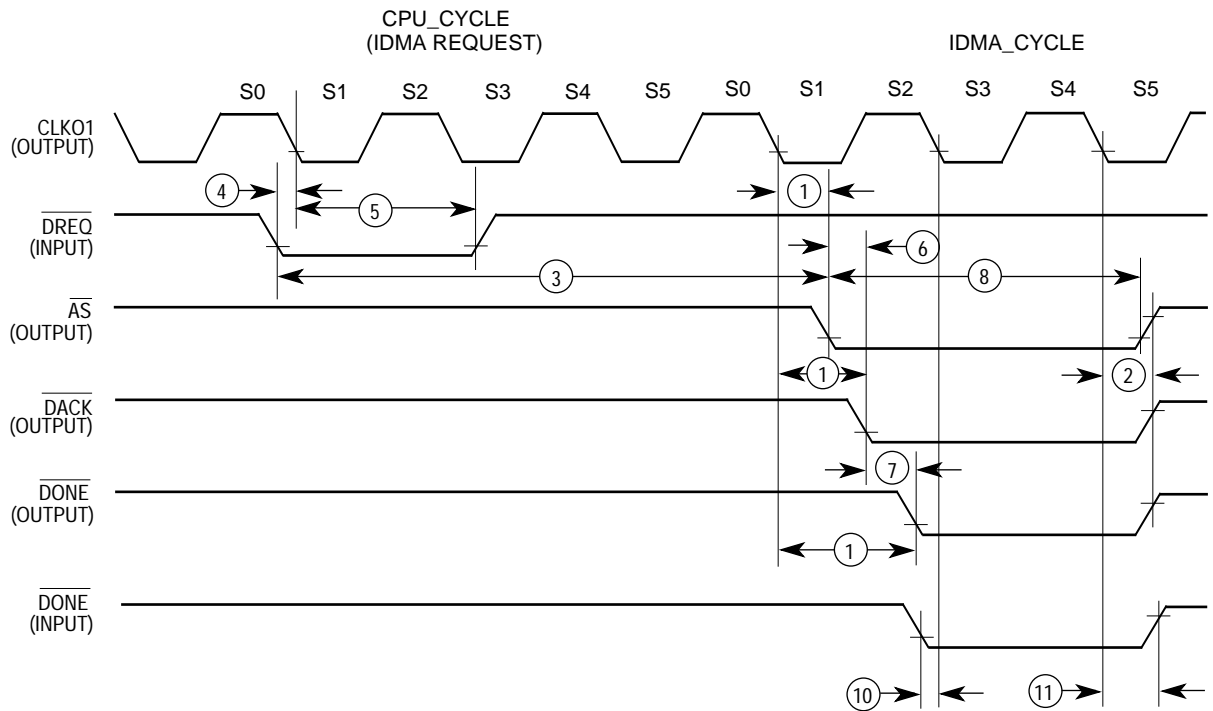 CPU_CYCLE
(IDMA REQUEST)
IDMA_CYCLE
S0 S1 S2 S3 S4 S5 S0 S1 S2 S3 S4 S5
CLKO1
(OUTPUT)
4
5
1
DREQ
(INPUT)
6
3
8
AS
(OUTPUT)
1
2
DACK
(OUTPUT)
7
DONE
(OUTPUT)
1
DONE
(INPUT)
10
11